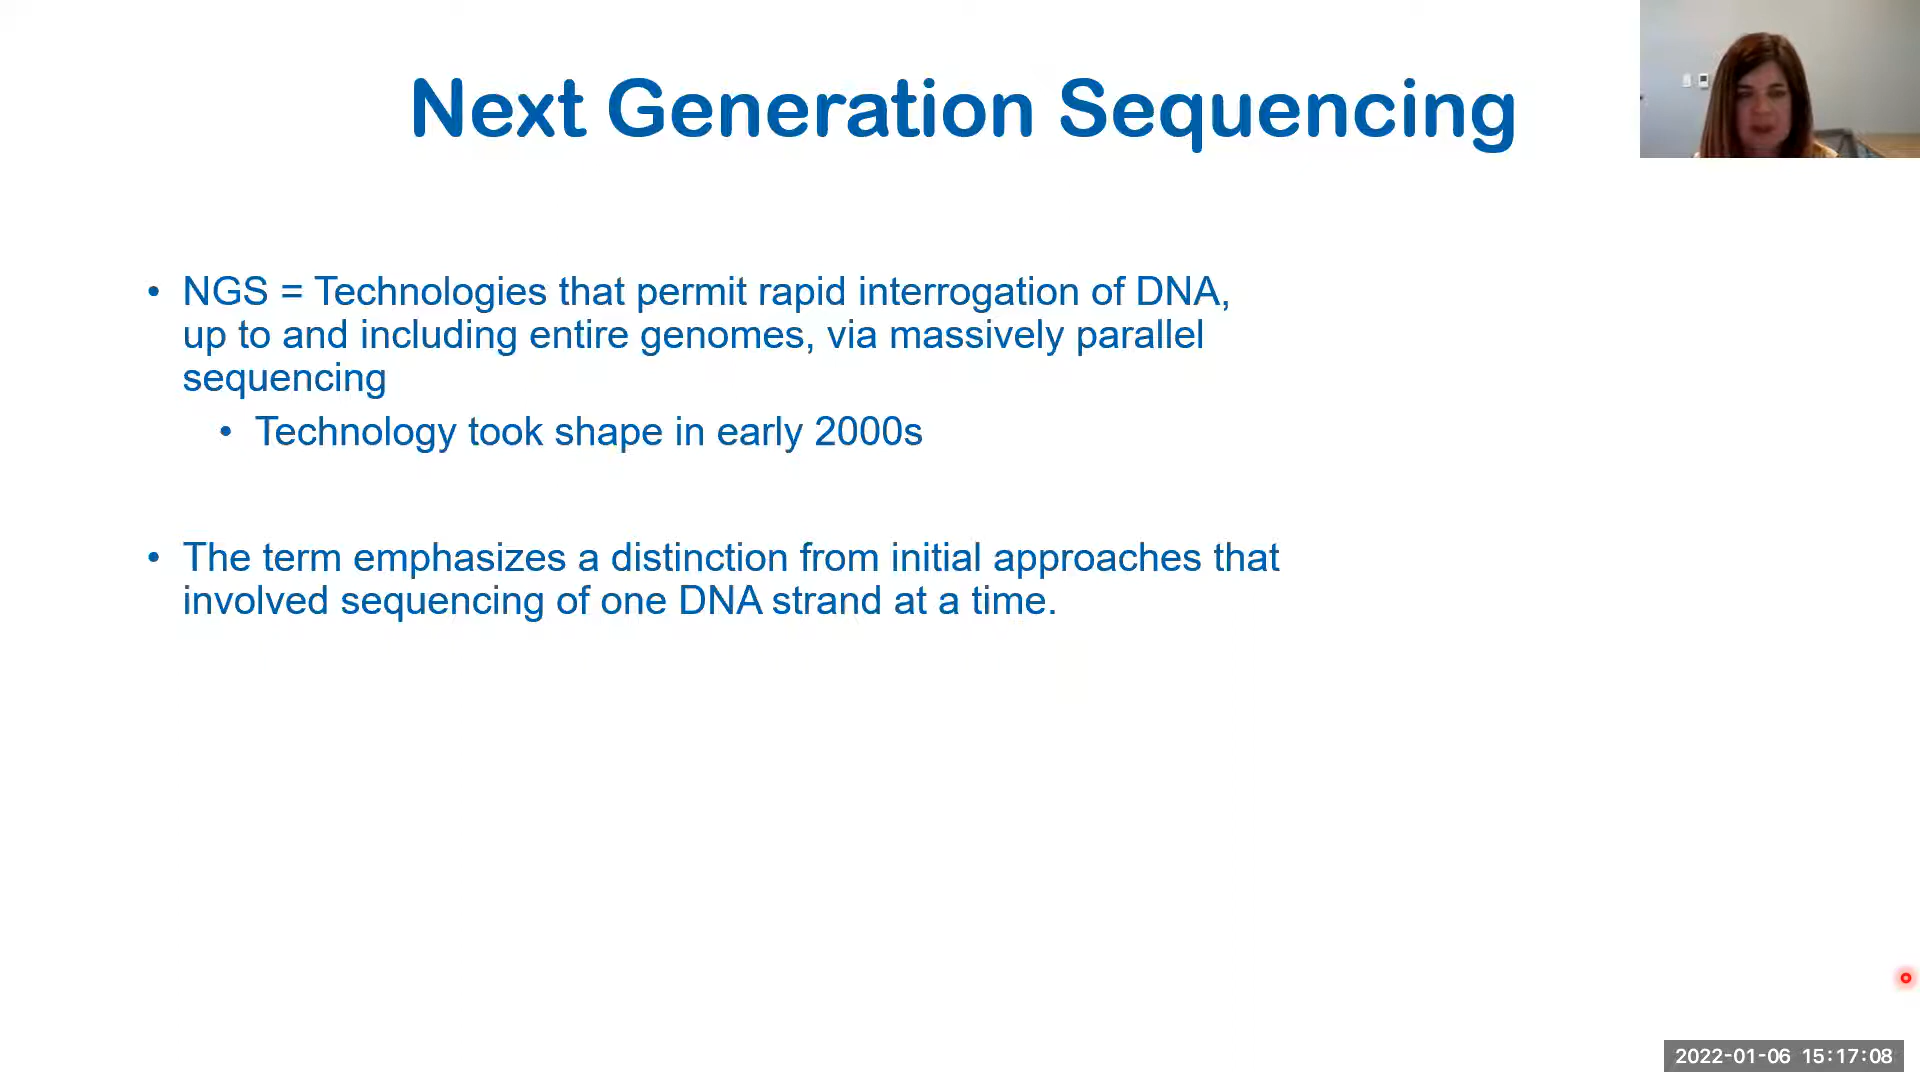 Next Generation Sequencing
• NGS = Technologies that permit rapid interrogation of DNA,
up to and including entire genomes, via massively parallel
sequencing
• Technology took shape in early 2000s
• The term emphasizes a distinction from initial approaches that
involved sequencing of one DNA strand at a time.
2022-01-06 15:17:08